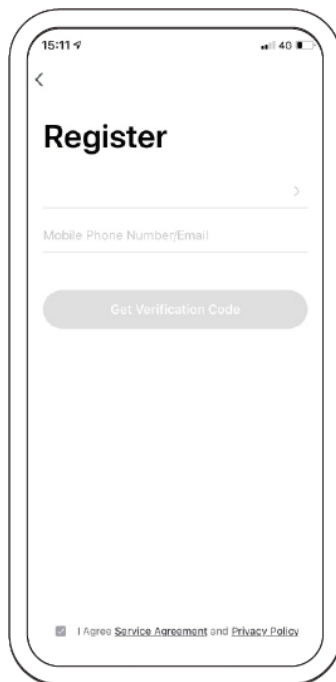 15:11
4G
Register
Mobile Phone Number/Email
Get Verification Code
I Agree Service Agreement and Privacy Policy